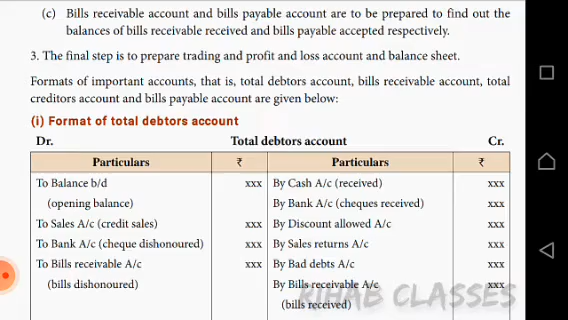 (c) Bills receivable account and bills payable account are to be prepared to find out the
balances of bills receivable received and bills payable accepted respectively.
3. The final step is to prepare trading and profit and loss account and balance sheet.
Formats of important accounts, that is, total debtors account, bills receivable account, total
creditors account and bills payable account are given below:
(i) Format of total debtors account
Dr. Total debtors account Cr.
Particulars ₹ Particulars ₹
To Balance b/d xxx By Cash A/c (received) xxx
(opening balance) By Bank A/c (cheques received) xxx
To Sales A/c (credit sales) xxx By Discount allowed A/c xxx
To Bank A/c (cheque dishonoured) xxx By Sales returns A/c xxx
To Bills receivable A/c xxx By Bad debts A/c xxx
(bills dishonoured) By Bills receivable A/c xxx
(bills received)
RIHAB CLASSES